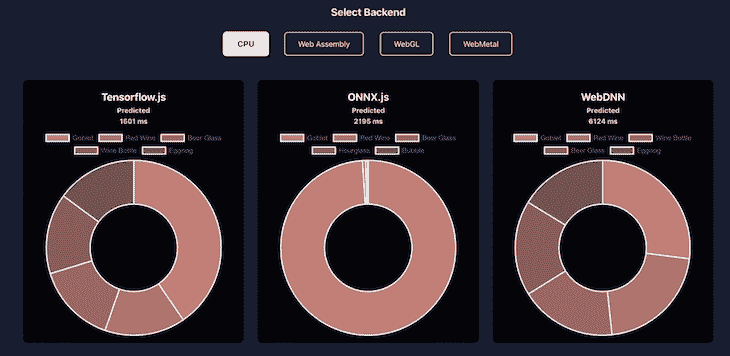 Select Backend
CPU Web Assembly WebGL WebMetal
Tensorflow.js
Predicted
1601 ms
Goblet Red Wine Beer Glass
Wine Bottle Eggnog
ONNX.js
Predicted
2195 ms
Goblet Red Wine Beer Glass
Hourglass Bubble
WebDNN
Predicted
6124 ms
Goblet Red Wine Wine Bottle
Beer Glass Eggnog